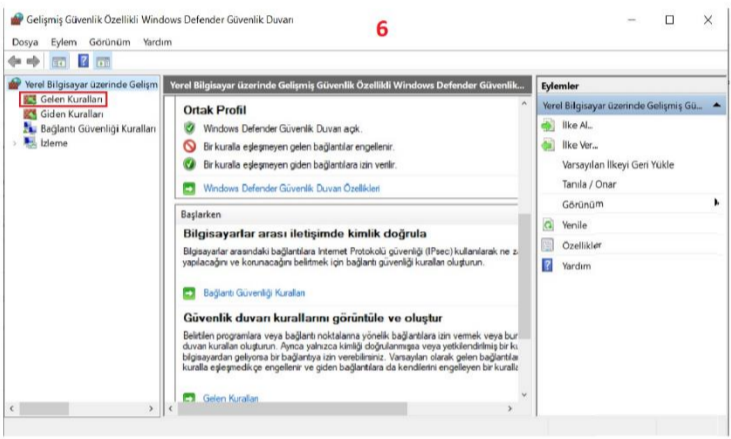 Gelişmiş Güvenlik Özellikli Windows Defender Güvenlik Duvarı
6
Dosya Eylem Görünüm Yardım
Yerel Bilgisayar üzerinde Gelişm
Gelen Kuralları
Giden Kuralları
Bağlantı Güvenliği Kuralları
İzleme
Yerel Bilgisayar üzerinde Gelişmiş Güvenlik Özellikli Windows Defender Güvenlik...
Ortak Profil
Windows Defender Güvenlik Duvarı açık.
Bir kuralla eşleşmeyen gelen bağlantılar engellenir.
Bir kuralla eşleşmeyen giden bağlantılara izin verilir.
Windows Defender Güvenlik Duvarı Özellikleri
Başlarken
Bilgisayarlar arası iletişimde kimlik doğrula
Bilgisayarlar arasındaki bağlantılara Internet Protokolü güvenliği (IPsec) kullanılarak ne z
yapılacağını ve korunacağını belirtmek için bağlantı güvenliği kuralları oluşturun.
Bağlantı Güvenliği Kuralları
Güvenlik duvarı kurallarını görüntüle ve oluştur
Belirtilen programlara veya bağlantı noktalarına yönelik bağlantılara izin vermek veya bur
duvarı kuralları oluşturun. Ayrıca yalnızca kimliği doğrulanmışsa veya yetkilendirilmiş bir ku
bilgisayardan geliyorsa bir bağlantıya izin verebilirsiniz. Varsayılan olarak gelen bağlantılar
kuralla eşleşmedikçe engellenir ve giden bağlantılara da kendilerini engelleyen bir kuralla
Gelen Kuralları
Eylemler
Yerel Bilgisayar üzerinde Gelişmiş Gü...
İlke Al...
İlke Ver...
Varsayılan İlkeyi Geri Yükle
Tanıla / Onar
Görünüm
Yenile
Özellikler
Yardım